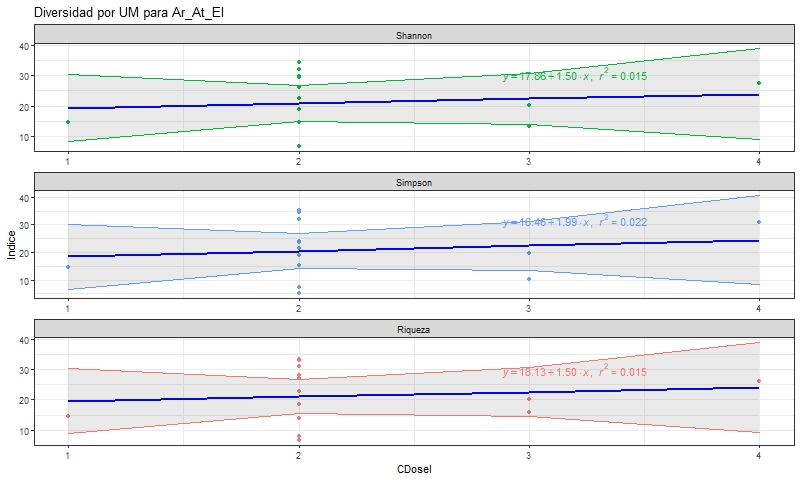 Diversidad por UM para Ar_At_El
Shannon
y = 17.86 + 1.50 · x, r² = 0.015
40
30
20
10
1 2 3 4
Simpson
y = 16.46 + 1.99 · x, r² = 0.022
40
30
20
10
1 2 3 4
Indice
Riqueza
y = 18.13 + 1.50 · x, r² = 0.015
40
30
20
10
1 2 3 4
CDosel